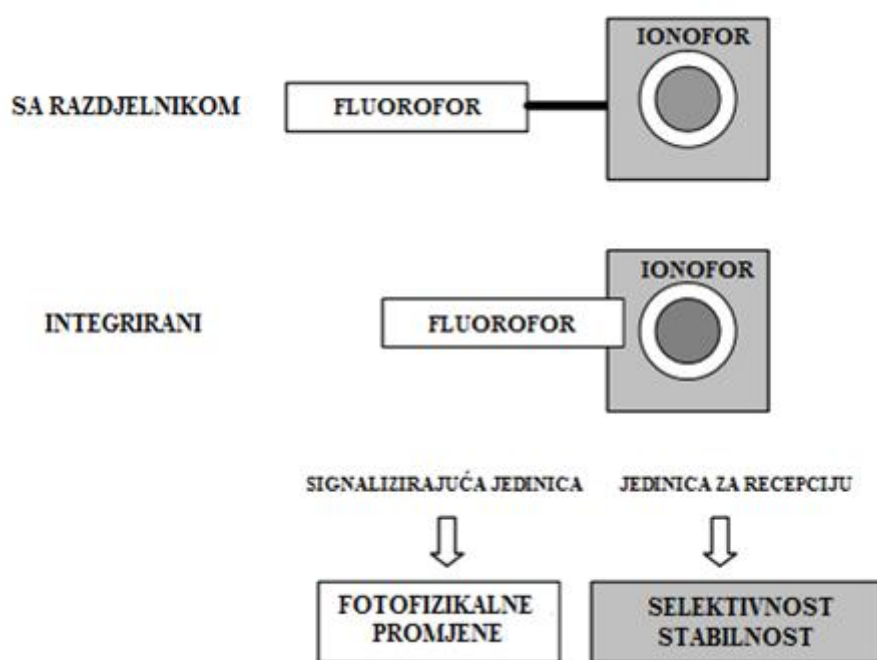 IONOFOR
SA RAZDJELNIKOM FLUOROFOR
IONOFOR
INTEGRIRANI FLUOROFOR
SIGNALIZIRAJUĆA JEDINICA JEDINICA ZA RECEPCIJU
FOTOFIZIKALNE
PROMJENE
SELEKTIVNOST
STABILNOST